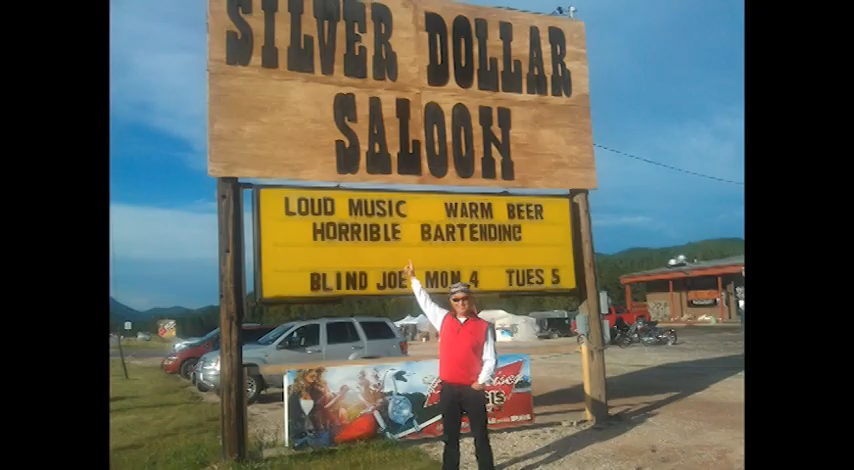 SILVER DOLLAR
SALOON
LOUD MUSIC WARM BEER
HORRIBLE BARTENDING
BLIND JOE MON 4 TUES 5